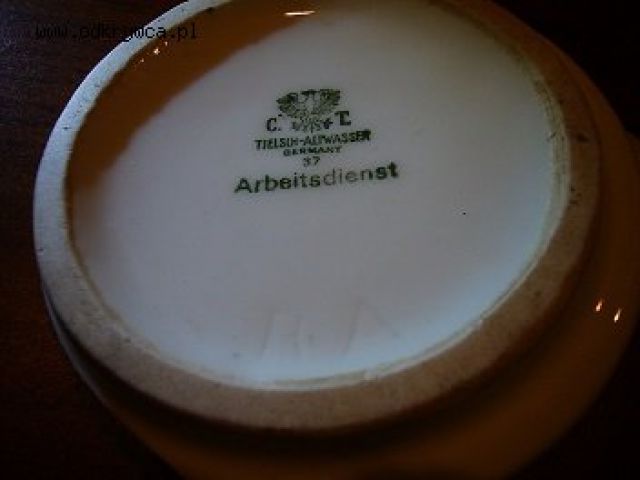 www.odkrywca.pl
C. T.
TIELSCH-ALTWASSER
GERMANY
37
Arbeitsdienst